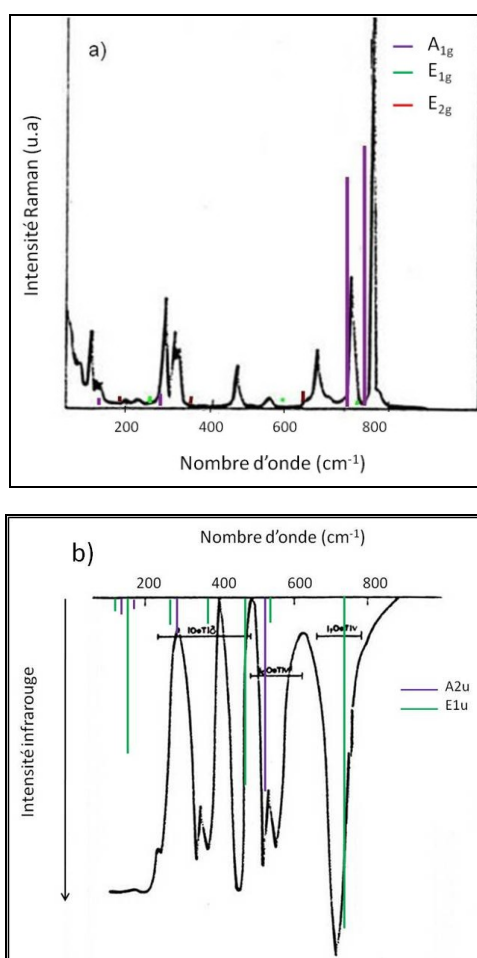 a)
A1g
E1g
E2g
Intensité Raman (u.a)
200 400 600 800
Nombre d'onde (cm-1)
b)
Nombre d'onde (cm-1)
200 400 600 800
A2u
E1u
Intensité infrarouge